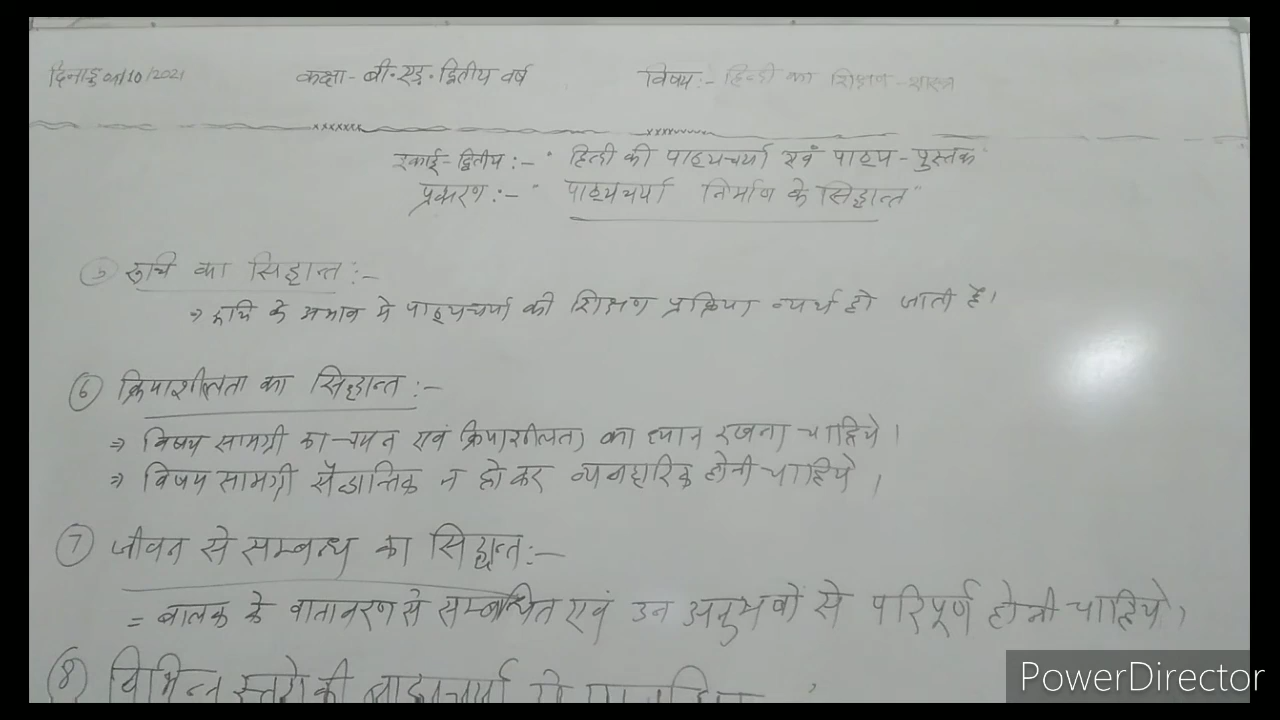 दिनाङ्क 01/10/2021 कक्षा - बी॰एड्॰ द्वितीय वर्ष विषय :- हिन्दी का शिक्षण - शास्त्र
इकाई - द्वितीय :- " हिन्दी की पाठ्यचर्या एवं पाठ्य - पुस्तक "
प्रकरण :- " पाठ्यचर्या निर्माण के सिद्धान्त "
⑤ रूचि का सिद्धान्त :-
⇒ रूचि के अभाव मे पाठ्यचर्या की शिक्षण प्रक्रिया व्यर्थ हो जाती है।
⑥ क्रियाशीलता का सिद्धान्त :-
⇒ विषय सामग्री का चयन एवं क्रियाशीलता का ध्यान रखना चाहिये।
⇒ विषय सामग्री सैद्धान्तिक न होकर व्यवहारिक होनी चाहिये।
⑦ जीवन से सम्बन्ध का सिद्धान्त :-
= बालक के वातावरण से सम्बन्धित एवं उन अनुभवों से परिपूर्ण होनी चाहिये।
⑧ विभिन्न स्तरो की पाठ्यचर्या
PowerDirector